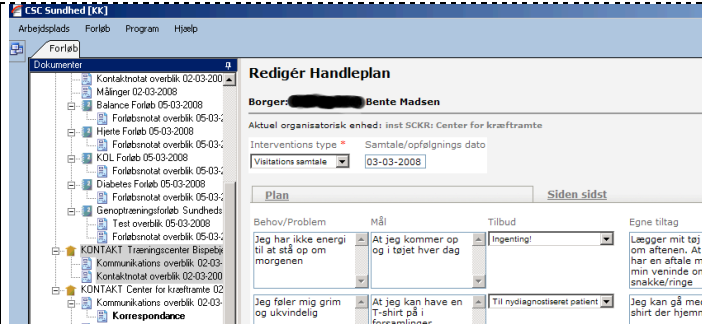 CSC Sundhed [KK]
Arbejdsplads Forløb Program Hjælp
Forløb
Dokumenter
Kontaktnotat overblik 02-03-200
Målinger 02-03-2008
Balance Forløb 05-03-2008
Forløbsnotat overblik 05-03-2
Hjerte Forløb 05-03-2008
Forløbsnotat overblik 05-03-2
KOL Forløb 05-03-2008
Forløbsnotat overblik 05-03-2
Diabetes Forløb 05-03-2008
Forløbsnotat overblik 05-03-2
Genoptræningsforløb Sundheds
Test overblik 05-03-2008
Forløbsnotat overblik 05-03-2
KONTAKT Træningscenter Bispebje
Kommunikations overblik 02-03-
Kontaktnotat overblik 02-03-200
KONTAKT Center for kræftramte 02
Kommunikations overblik 02-03-
Korrespondance
Redigér Handleplan
Borger: Bente Madsen
Aktuel organisatorisk enhed: inst SCKR: Center for kræftramte
Interventions type * Samtale/opfølgnings dato
Visitations samtale 03-03-2008
Plan Siden sidst
Behov/Problem Mål Tilbud Egne tiltag
Jeg har ikke energi til at stå op om morgenen
At jeg kommer op og i tøjet hver dag
Ingenting!
Lægger mit tøj
om aftenen. At
har en aftale m
min veninde on
snakke/ringe
Jeg føler mig grim og ukvindelig
At jeg kan have en T-shirt på i forsamlinger
Til nydiagnostiseret patient
Jeg kan gå med
shirt der hjemm